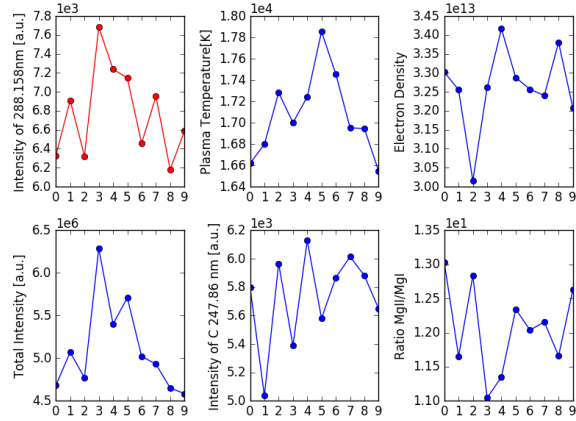 1e3
7.8
7.6
7.4
7.2
7.0
6.8
6.6
6.4
6.2
6.0
Intensity of 288.158nm [a.u.]
0 1 2 3 4 5 6 7 8 9
1e4
1.80
1.78
1.76
1.74
1.72
1.70
1.68
1.66
1.64
Plasma Temperature[K]
0 1 2 3 4 5 6 7 8 9
1e13
3.45
3.40
3.35
3.30
3.25
3.20
3.15
3.10
3.05
3.00
Electron Density
0 1 2 3 4 5 6 7 8 9
1e6
6.5
6.0
5.5
5.0
4.5
Total Intensity [a.u.]
0 1 2 3 4 5 6 7 8 9
1e3
6.2
6.0
5.8
5.6
5.4
5.2
5.0
Intensity of C 247.86 nm [a.u.]
0 1 2 3 4 5 6 7 8 9
1e1
1.35
1.30
1.25
1.20
1.15
1.10
Ratio MgII/MgI
0 1 2 3 4 5 6 7 8 9